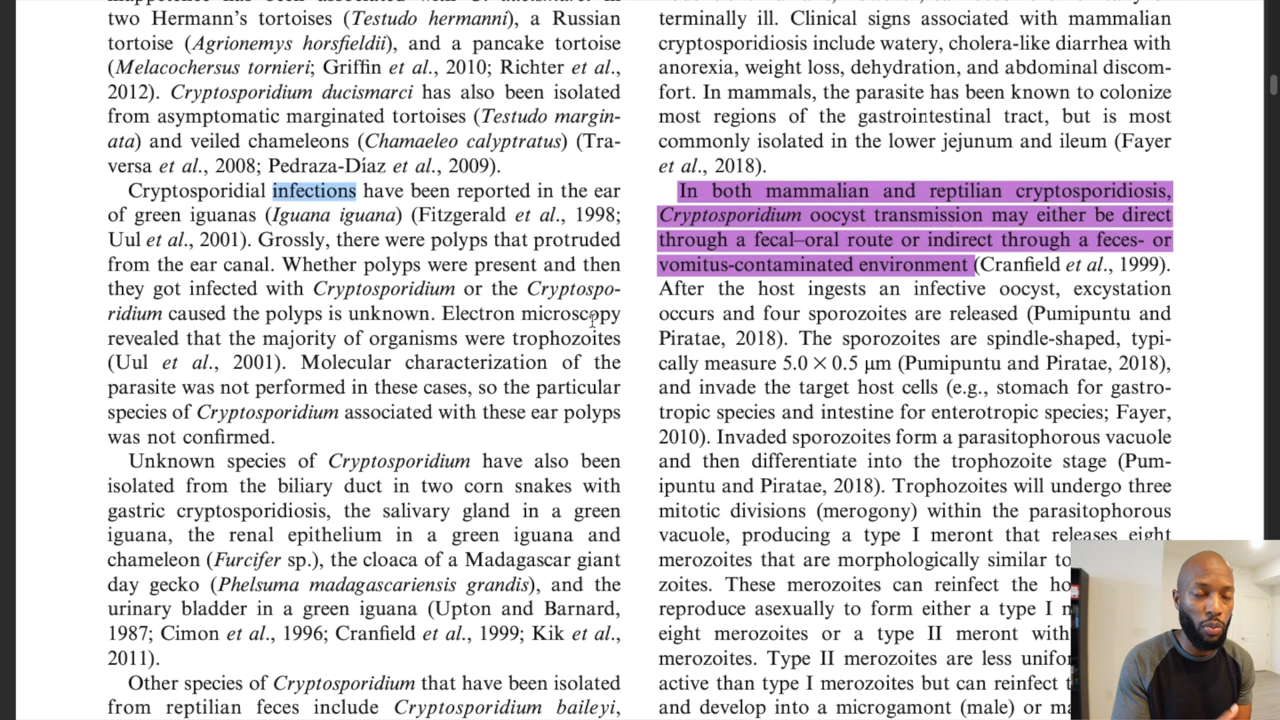 two Hermann’s tortoises (Testudo hermanni), a Russian
tortoise (Agrionemys horsfieldii), and a pancake tortoise
(Melacochersus tornieri; Griffin et al., 2010; Richter et al.,
2012). Cryptosporidium ducismarci has also been isolated
from asymptomatic marginated tortoises (Testudo margin-
ata) and veiled chameleons (Chamaeleo calyptratus) (Tra-
versa et al., 2008; Pedraza-Díaz et al., 2009).
Cryptosporidial infections have been reported in the ear
of green iguanas (Iguana iguana) (Fitzgerald et al., 1998;
Uul et al., 2001). Grossly, there were polyps that protruded
from the ear canal. Whether polyps were present and then
they got infected with Cryptosporidium or the Cryptospo-
ridium caused the polyps is unknown. Electron microscopy
revealed that the majority of organisms were trophozoites
(Uul et al., 2001). Molecular characterization of the
parasite was not performed in these cases, so the particular
species of Cryptosporidium associated with these ear polyps
was not confirmed.
Unknown species of Cryptosporidium have also been
isolated from the biliary duct in two corn snakes with
gastric cryptosporidiosis, the salivary gland in a green
iguana, the renal epithelium in a green iguana and
chameleon (Furcifer sp.), the cloaca of a Madagascar giant
day gecko (Phelsuma madagascariensis grandis), and the
urinary bladder in a green iguana (Upton and Barnard,
1987; Cimon et al., 1996; Cranfield et al., 1999; Kik et al.,
2011).
Other species of Cryptosporidium that have been isolated
from reptilian feces include Cryptosporidium baileyi,
terminally ill. Clinical signs associated with mammalian
cryptosporidiosis include watery, cholera-like diarrhea with
anorexia, weight loss, dehydration, and abdominal discom-
fort. In mammals, the parasite has been known to colonize
most regions of the gastrointestinal tract, but is most
commonly isolated in the lower jejunum and ileum (Fayer
et al., 2018).
In both mammalian and reptilian cryptosporidiosis,
Cryptosporidium oocyst transmission may either be direct
through a fecal–oral route or indirect through a feces- or
vomitus-contaminated environment (Cranfield et al., 1999).
After the host ingests an infective oocyst, excystation
occurs and four sporozoites are released (Pumipuntu and
Piratae, 2018). The sporozoites are spindle-shaped, typi-
cally measure 5.0 × 0.5 µm (Pumipuntu and Piratae, 2018),
and invade the target host cells (e.g., stomach for gastro-
tropic species and intestine for enterotropic species; Fayer,
2010). Invaded sporozoites form a parasitophorous vacuole
and then differentiate into the trophozoite stage (Pum-
ipuntu and Piratae, 2018). Trophozoites will undergo three
mitotic divisions (merogony) within the parasitophorous
vacuole, producing a type I meront that releases eight
merozoites that are morphologically similar to
zoites. These merozoites can reinfect the
reproduce asexually to form either a type I
eight merozoites or a type II meront with
merozoites. Type II merozoites are less
active than type I merozoites but can reinfect
and develop into a microgamont (male) or